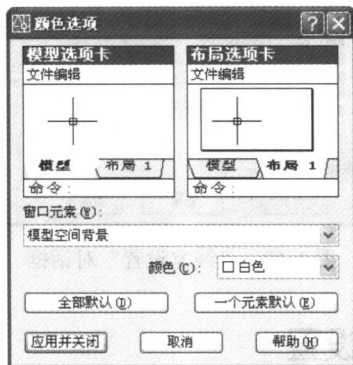 颜色选项
模型选项卡
布局选项卡
文件编辑
文件编辑
模型
布局 1
模型
布局 1
命令:
命令:
窗口元素(W):
模型空间背景
颜色(C):
白色
全部默认(D)
一个元素默认(E)
应用并关闭
取消
帮助(H)